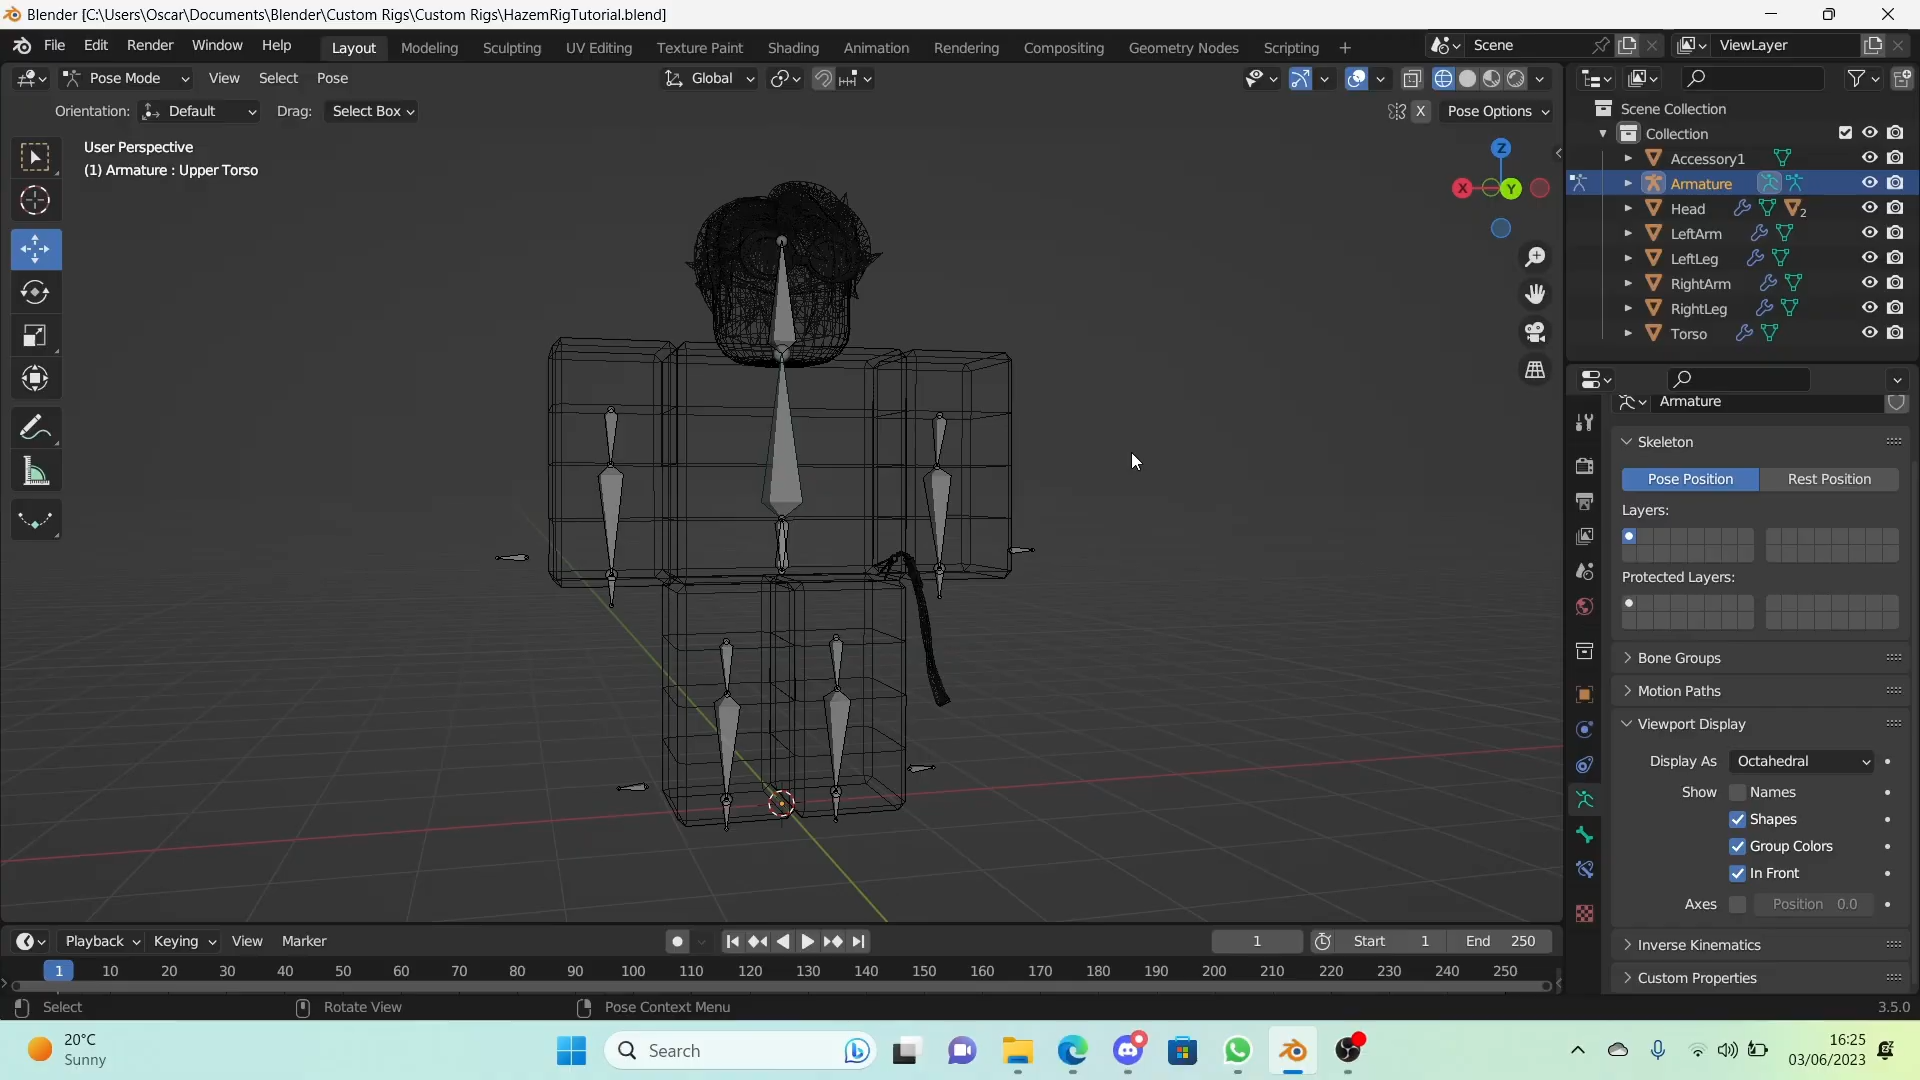 Blender [C:\Users\Oscar\Documents\Blender\Custom Rigs\Custom Rigs\HazemRigTutorial.blend]
File Edit Render Window Help Layout Modeling Sculpting UV Editing Texture Paint Shading Animation Rendering Compositing Geometry Nodes Scripting + Scene ViewLayer
Pose Mode View Select Pose Global
Orientation: Default Drag: Select Box X Pose Options
User Perspective
(1) Armature : Upper Torso
Z
X
Y
Scene Collection
Collection
Accessory1
Armature
Head 2
LeftArm
LeftLeg
RightArm
RightLeg
Torso
Armature
Skeleton
Pose Position Rest Position
Layers:
Protected Layers:
Bone Groups
Motion Paths
Viewport Display
Display As Octahedral
Show Names
Shapes
Group Colors
In Front
Axes Position 0.0
Inverse Kinematics
Custom Properties
Playback Keying View Marker 1 Start 1 End 250
1 10 20 30 40 50 60 70 80 90 100 110 120 130 140 150 160 170 180 190 200 210 220 230 240 250
Select Rotate View Pose Context Menu 3.5.0
20°C
Sunny
Search
16:25
03/06/2023